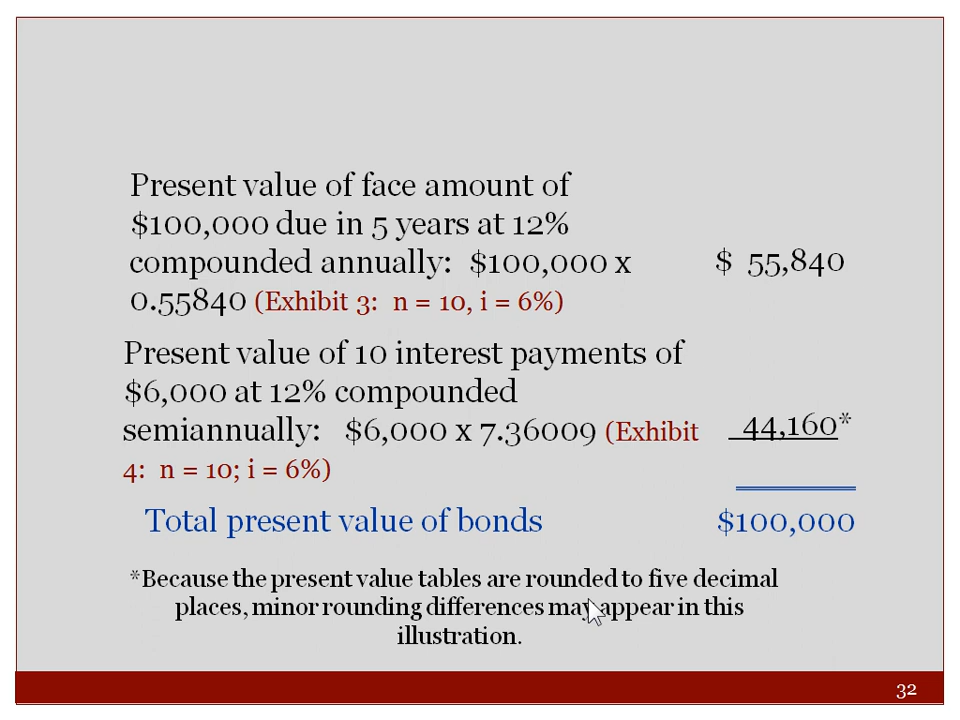 Present value of face amount of
$100,000 due in 5 years at 12%
compounded annually: $100,000 x
$ 55,840
0.55840 (Exhibit 3: n = 10, i = 6%)
Present value of 10 interest payments of
$6,000 at 12% compounded
semiannually: $6,000 x 7.36009 (Exhibit
44,160*
4: n = 10; i = 6%)
Total present value of bonds $100,000
*Because the present value tables are rounded to five decimal
places, minor rounding differences may appear in this
illustration.
32